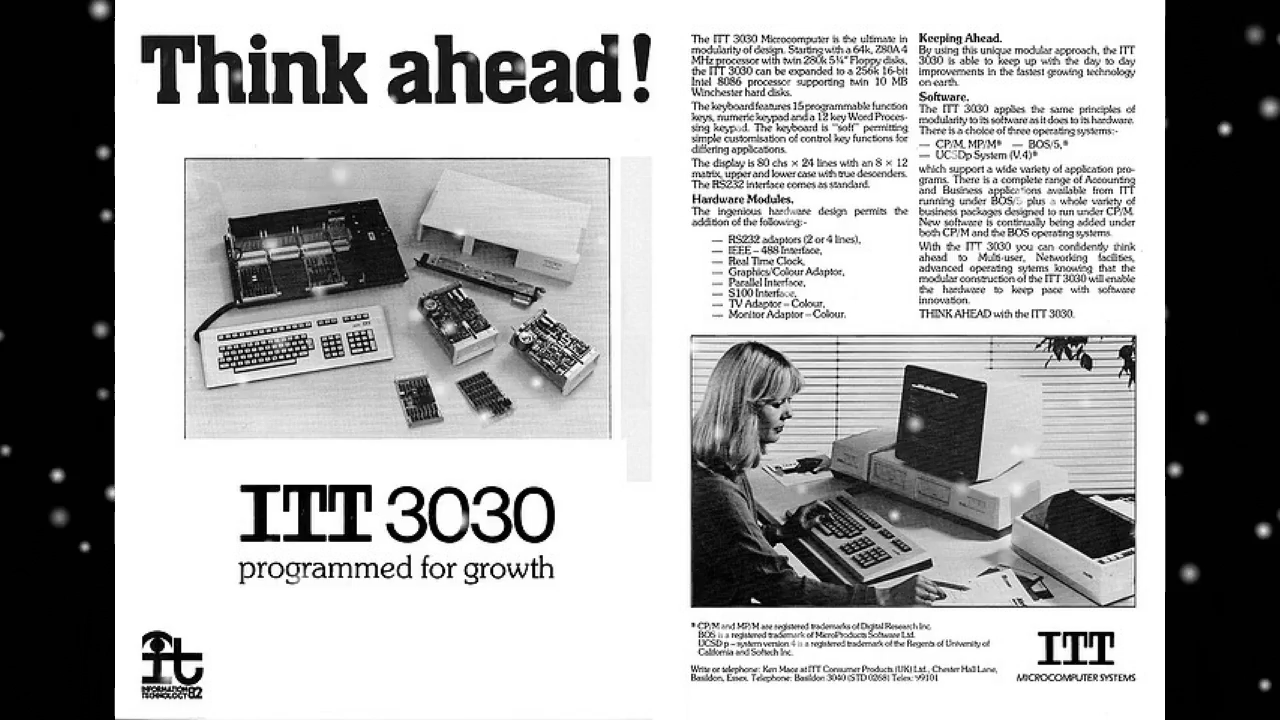 Think ahead!
ITT 3030
programmed for growth
it
INFORMATION
TECHNOLOGY 82
The ITT 3030 Microcomputer is the ultimate in
modularity of design. Starting with a 64k, Z80A 4
MHz processor with twin 280k 5¼" Floppy disks,
the ITT 3030 can be expanded to a 256k 16-bit
Intel 8086 processor supporting twin 10 MB
Winchester hard disks.
The keyboard features 15 programmable function
keys, numeric keypad and a 12 key Word Proces-
sing keypad. The keyboard is "soft" permitting
simple customisation of control key functions for
differing applications.
The display is 80 chs × 24 lines with an 8 × 12
matrix, upper and lower case with true descenders.
The RS232 interface comes as standard.
Hardware Modules.
The ingenious hardware design permits the
addition of the following:-
— RS232 adaptors (2 or 4 lines),
— IEEE – 488 Interface,
— Real Time Clock,
— Graphics/Colour Adaptor,
— Parallel Interface,
— S100 Interface,
— TV Adaptor – Colour,
— Monitor Adaptor – Colour.
Keeping Ahead.
By using this unique modular approach, the ITT
3030 is able to keep up with the day to day
improvements in the fastest growing technology
on earth.
Software.
The ITT 3030 applies the same principles of
modularity to its software as it does to its hardware.
There is a choice of three operating systems:-
— CP/M, MP/M* — BOS/5,*
— UCSDp System (V.4)*
which support a wide variety of application pro-
grams. There is a complete range of Accounting
and Business applications available from ITT
running under BOS/5 plus a whole variety of
business packages designed to run under CP/M.
New software is continually being added under
both CP/M and the BOS operating systems
With the ITT 3030 you can confidently think
ahead to Multi-user, Networking facilities,
advanced operating sytems knowing that the
modular construction of the ITT 3030 will enable
the hardware to keep pace with software
innovation.
THINK AHEAD with the ITT 3030.
* CP/M and MP/M are registered trademarks of Digital Research Inc.
BOS is a registered trademark of MicroProducts Software Ltd.
UCSD p – system version 4 is a registered trademark of the Regents of University of
California and Softech Inc.
Write or telephone: Ken Mace at ITT Consumer Products (UK) Ltd., Chester Hall Lane,
Basildon, Essex. Telephone: Basildon 3040 (STD 0268) Telex: 99101
ITT
MICROCOMPUTER SYSTEMS